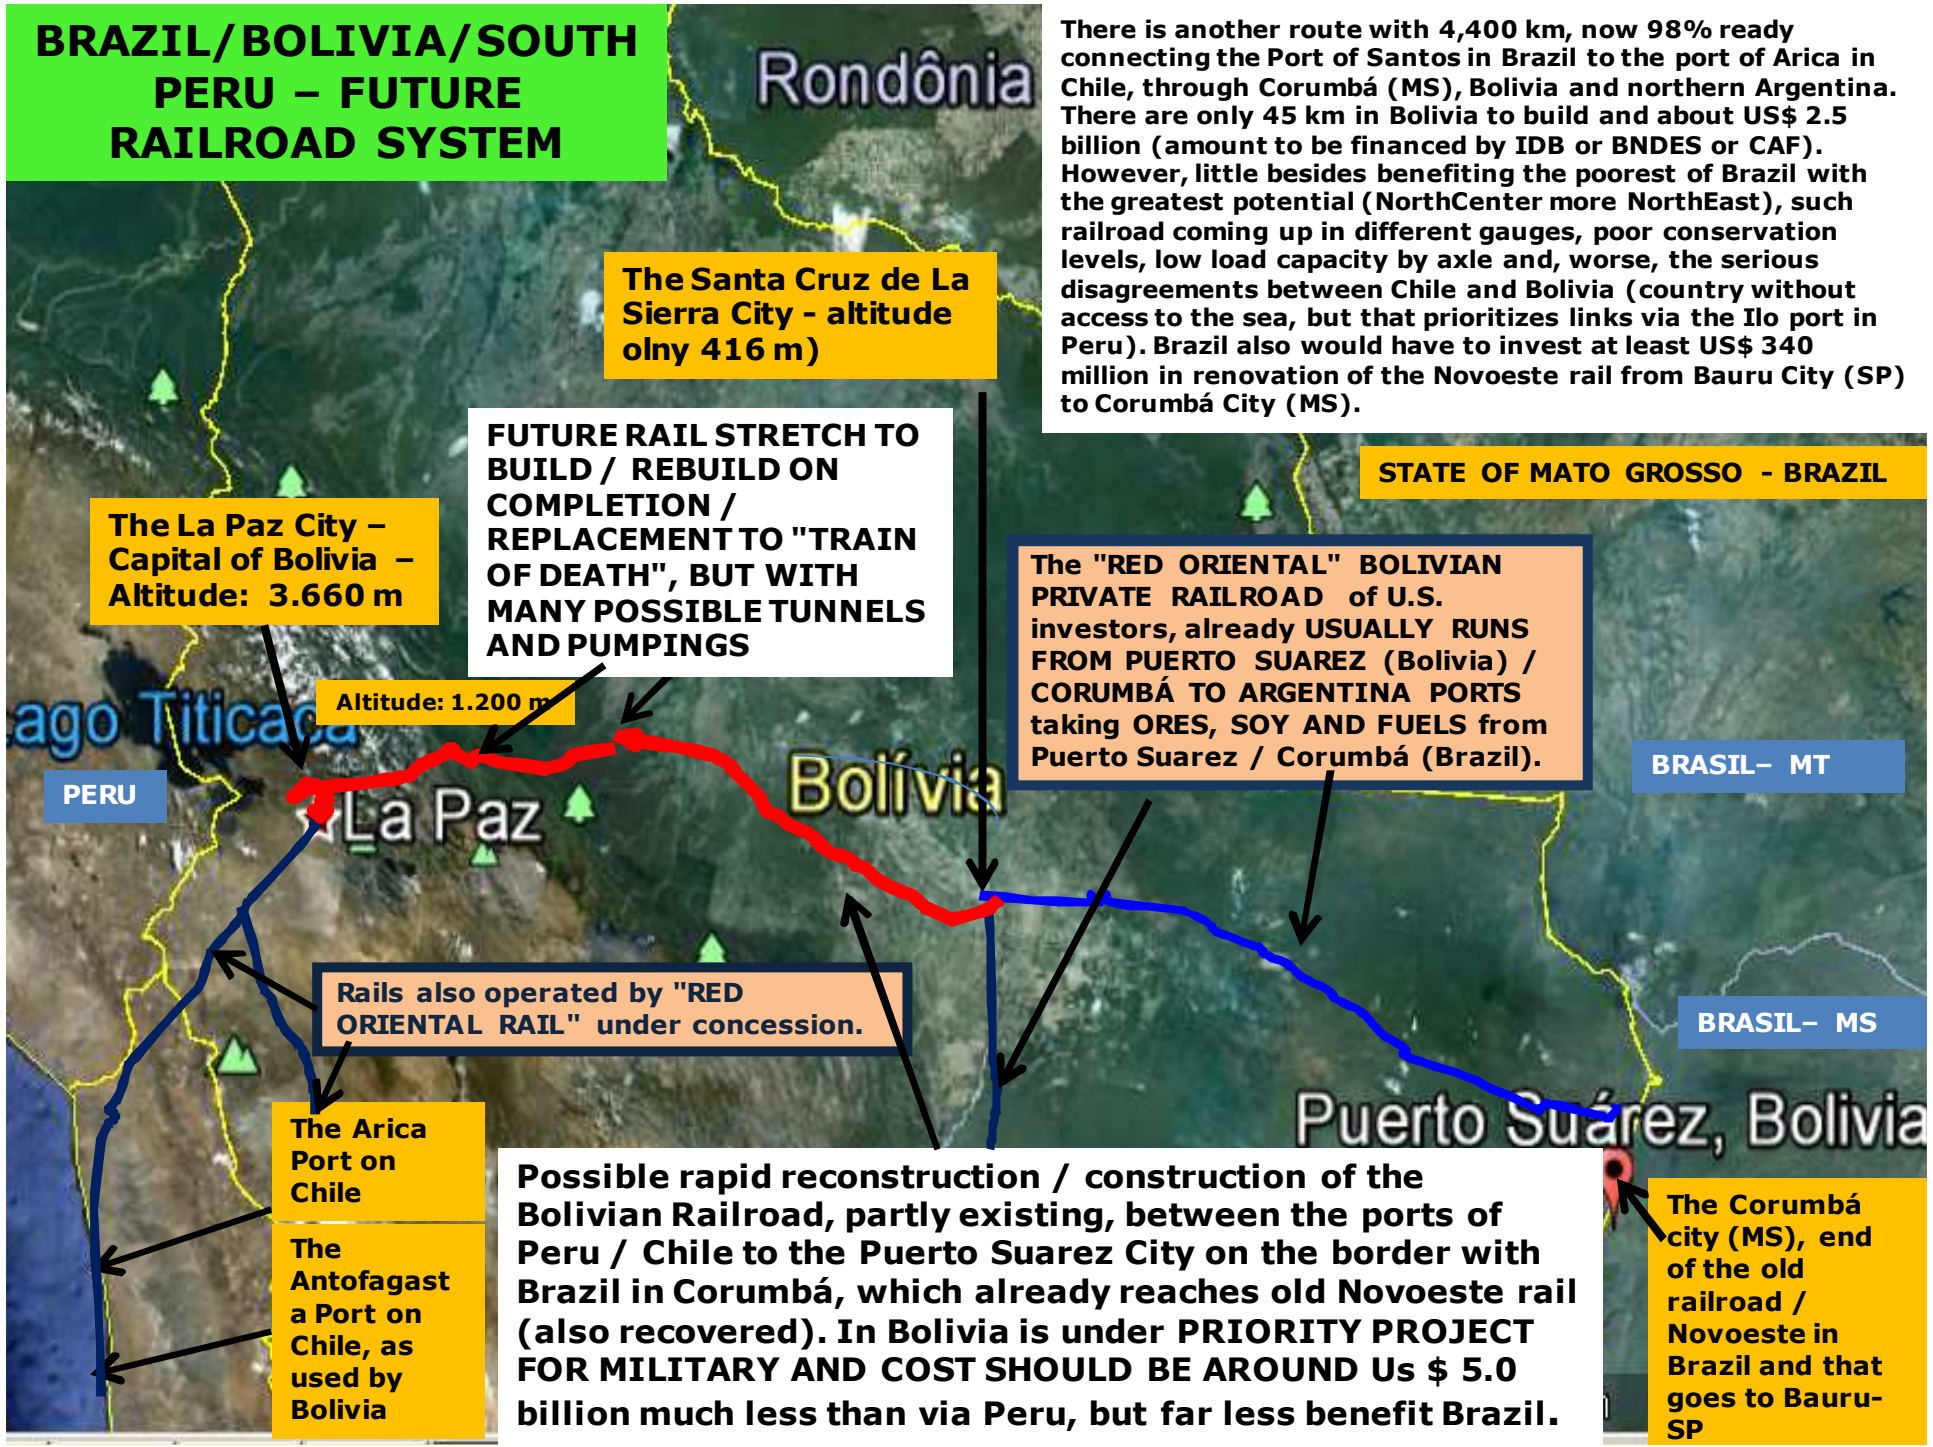 BRAZIL/BOLIVIA/SOUTH
PERU – FUTURE
RAILROAD SYSTEM
Rondônia
There is another route with 4,400 km, now 98% ready
connecting the Port of Santos in Brazil to the port of Arica in
Chile, through Corumbá (MS), Bolivia and northern Argentina.
There are only 45 km in Bolivia to build and about US$ 2.5
billion (amount to be financed by IDB or BNDES or CAF).
However, little besides benefiting the poorest of Brazil with
the greatest potential (NorthCenter more NorthEast), such
railroad coming up in different gauges, poor conservation
levels, low load capacity by axle and, worse, the serious
disagreements between Chile and Bolivia (country without
access to the sea, but that prioritizes links via the Ilo port in
Peru). Brazil also would have to invest at least US$ 340
million in renovation of the Novoeste rail from Bauru City (SP)
to Corumbá City (MS).
The Santa Cruz de La
Sierra City - altitude
olny 416 m)
FUTURE RAIL STRETCH TO
BUILD / REBUILD ON
COMPLETION /
REPLACEMENT TO "TRAIN
OF DEATH", BUT WITH
MANY POSSIBLE TUNNELS
AND PUMPINGS
STATE OF MATO GROSSO - BRAZIL
The La Paz City –
Capital of Bolivia –
Altitude: 3.660 m
The "RED ORIENTAL" BOLIVIAN
PRIVATE RAILROAD of U.S.
investors, already USUALLY RUNS
FROM PUERTO SUAREZ (Bolivia) /
CORUMBÁ TO ARGENTINA PORTS
taking ORES, SOY AND FUELS from
Puerto Suarez / Corumbá (Brazil).
Altitude: 1.200 m
ago Titicaca
PERU
La Paz
Bolívia
BRASIL– MT
Rails also operated by "RED
ORIENTAL RAIL" under concession.
BRASIL– MS
Puerto Suárez, Bolivia
The Arica
Port on
Chile
The
Antofagast
a Port on
Chile, as
used by
Bolivia
Possible rapid reconstruction / construction of the
Bolivian Railroad, partly existing, between the ports of
Peru / Chile to the Puerto Suarez City on the border with
Brazil in Corumbá, which already reaches old Novoeste rail
(also recovered). In Bolivia is under PRIORITY PROJECT
FOR MILITARY AND COST SHOULD BE AROUND Us $ 5.0
billion much less than via Peru, but far less benefit Brazil.
The Corumbá
city (MS), end
of the old
railroad /
Novoeste in
Brazil and that
goes to Bauru-
SP